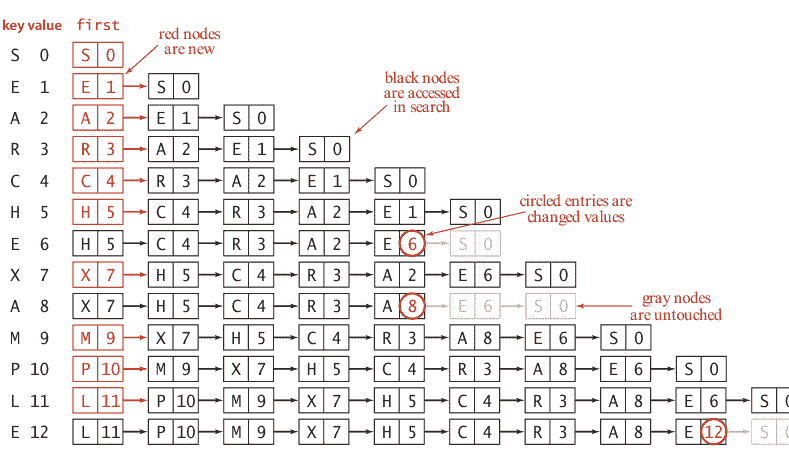 key value first
red nodes
are new
S 0 S 0
E 1 E 1 S 0
black nodes
are accessed
in search
A 2 A 2 E 1 S 0
R 3 R 3 A 2 E 1 S 0
C 4 C 4 R 3 A 2 E 1 S 0
circled entries are
changed values
H 5 H 5 C 4 R 3 A 2 E 1 S 0
E 6 H 5 C 4 R 3 A 2 E 6 S 0
X 7 X 7 H 5 C 4 R 3 A 2 E 6 S 0
gray nodes
are untouched
A 8 X 7 H 5 C 4 R 3 A 8 E 6 S 0
M 9 M 9 X 7 H 5 C 4 R 3 A 8 E 6 S 0
P 10 P 10 M 9 X 7 H 5 C 4 R 3 A 8 E 6 S 0
L 11 L 11 P 10 M 9 X 7 H 5 C 4 R 3 A 8 E 6 S 0
E 12 L 11 P 10 M 9 X 7 H 5 C 4 R 3 A 8 E 12 S 0